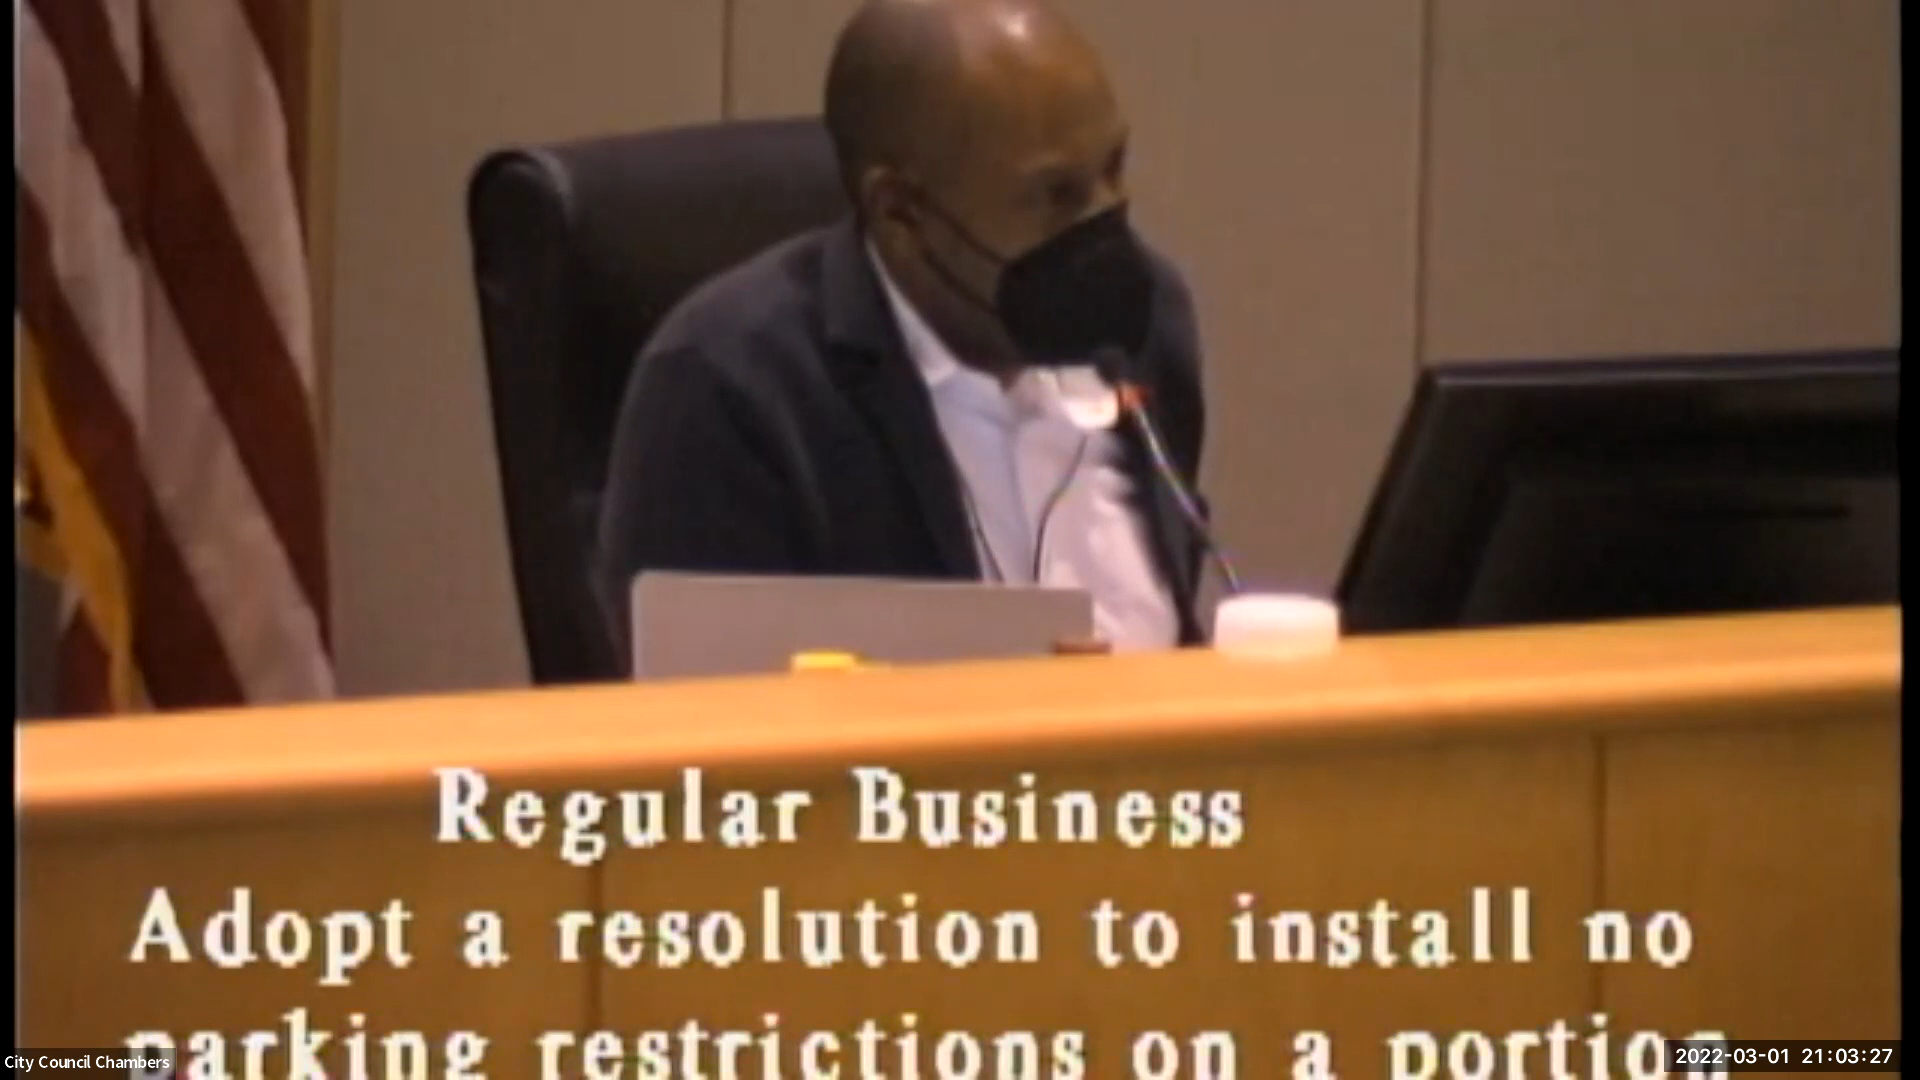 Regular Business
Adopt a resolution to install no
parking restrictions on a portion
City Council Chambers
2022-03-01 21:03:27